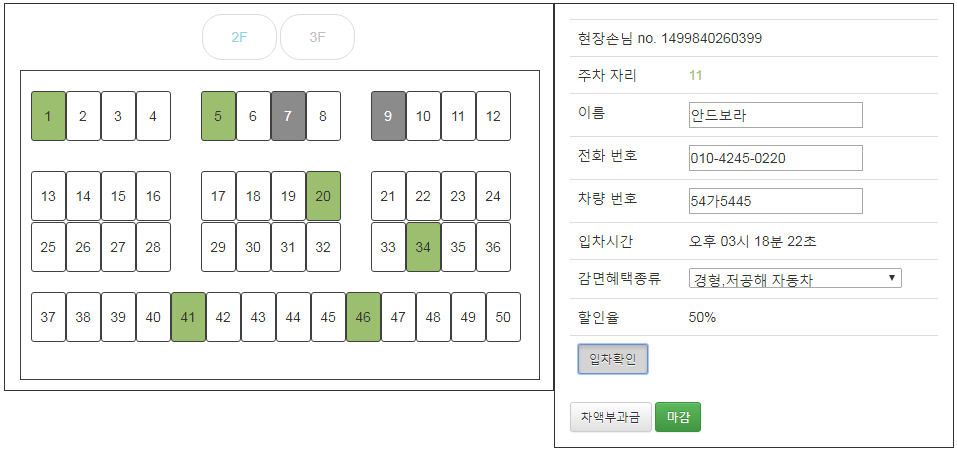 2F 3F
1 2 3 4 5 6 7 8 9 10 11 12
13 14 15 16 17 18 19 20 21 22 23 24
25 26 27 28 29 30 31 32 33 34 35 36
37 38 39 40 41 42 43 44 45 46 47 48 49 50
현장손님 no. 1499840260399
주차 자리 11
이름 안드보라
전화 번호 010-4245-0220
차량 번호 54가5445
입차시간 오후 03시 18분 22초
감면혜택종류 경형,저공해 자동차
할인율 50%
입차확인
차액부과금 마감